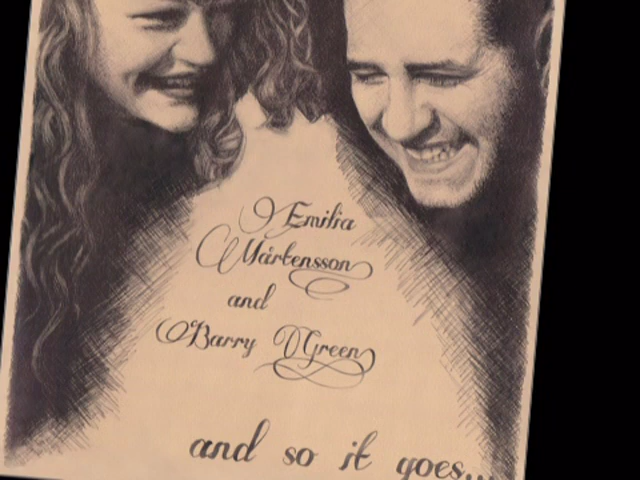 Emilia
Mårtensson
and
Barry Green
and so it goes...